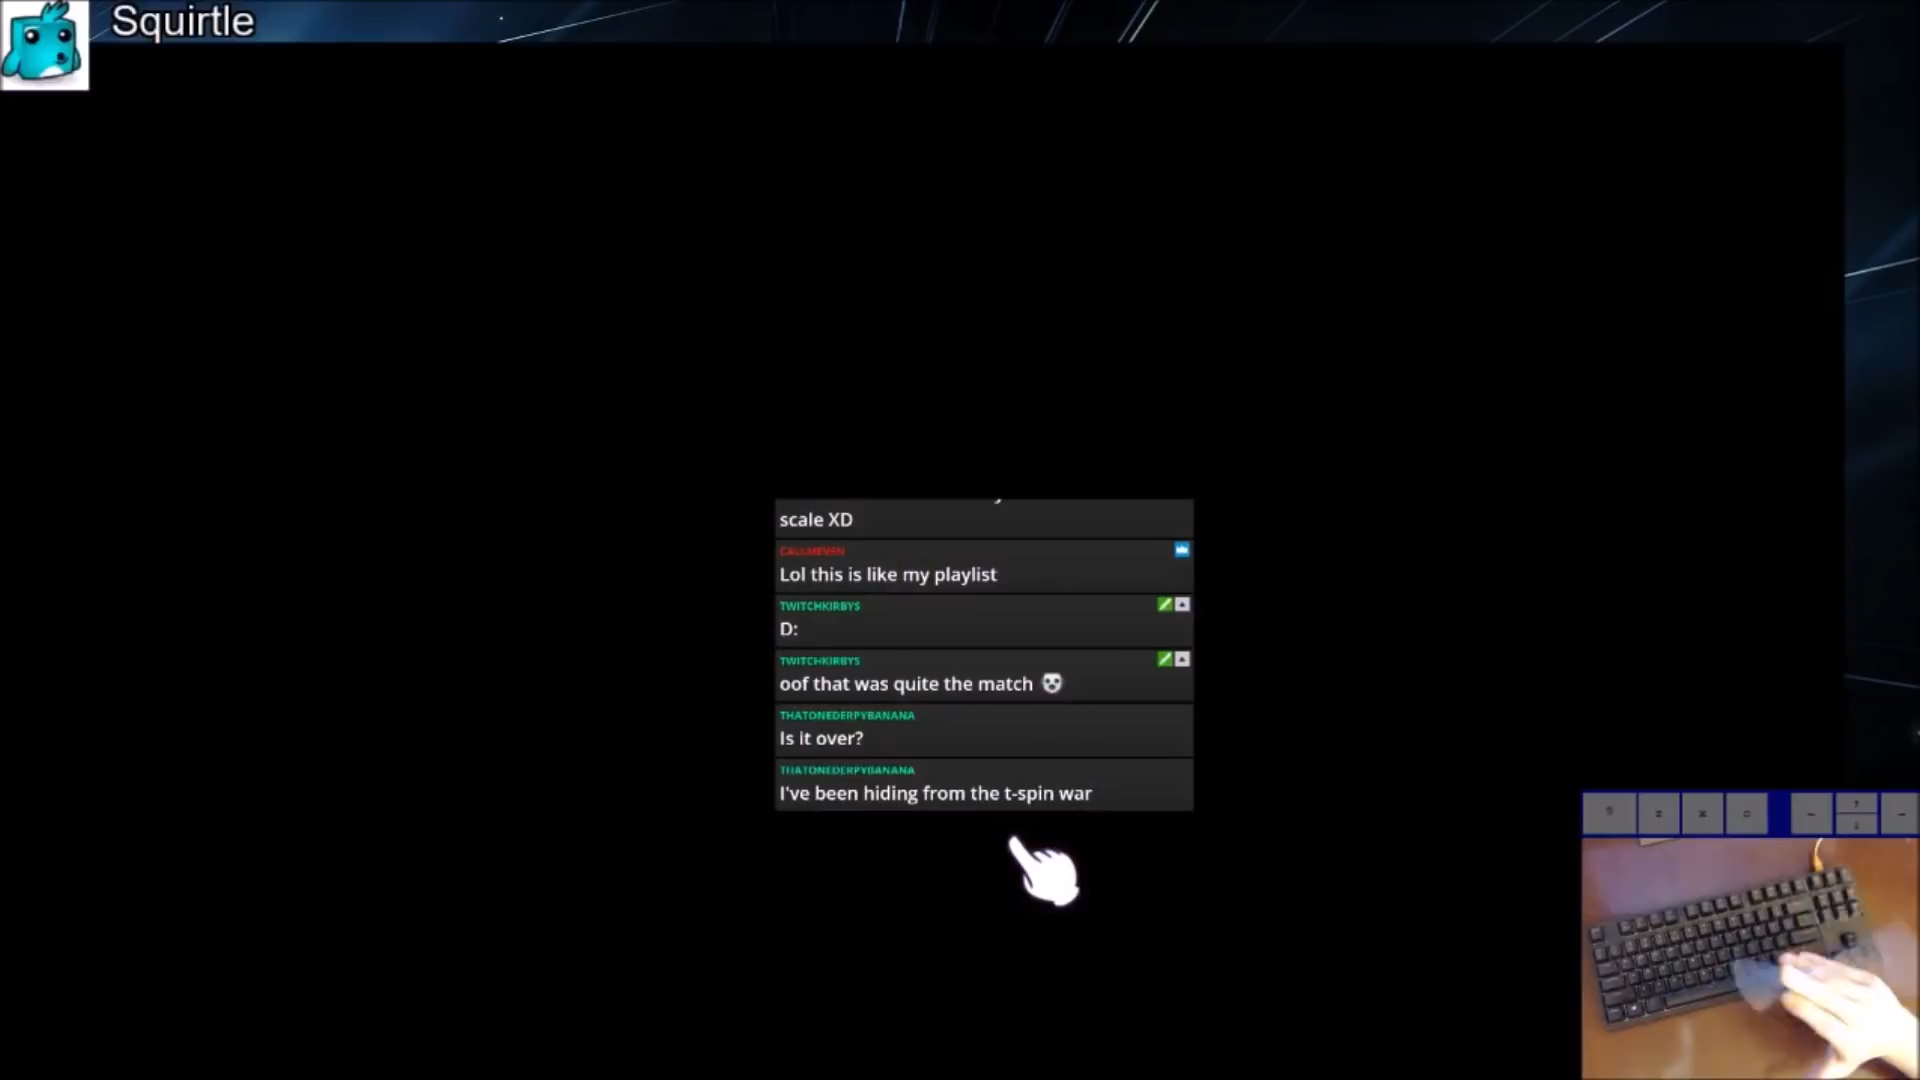 Squirtle
scale XD
CALLMEVEN
Lol this is like my playlist
TWITCHKIRBYS
D:
TWITCHKIRBYS
oof that was quite the match
THATONEDERPYBANANA
Is it over?
THATONEDERPYBANANA
I've been hiding from the t-spin war